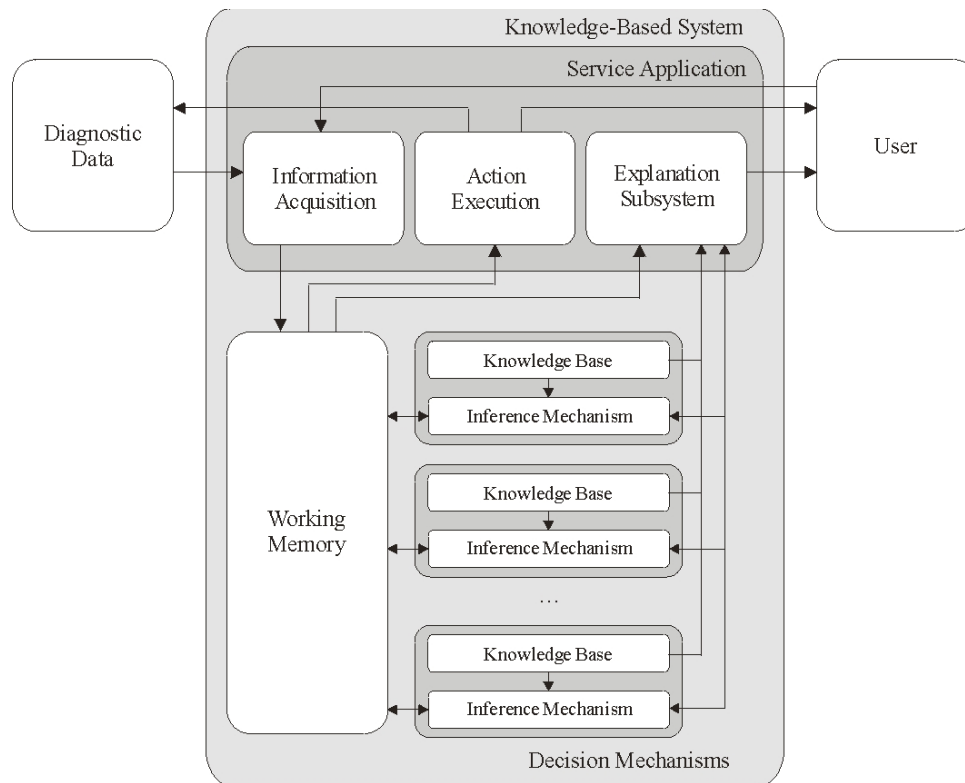 Knowledge-Based System
Service Application
Diagnostic
Data
Information
Acquisition
Action
Execution
Explanation
Subsystem
User
Working
Memory
Knowledge Base
Inference Mechanism
Knowledge Base
Inference Mechanism
...
Knowledge Base
Inference Mechanism
Decision Mechanisms